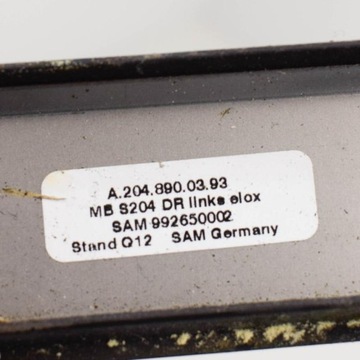 A.204.890.03.93
MB S204 DR links elox
SAM 992650002
Stand Q12 SAM Germany